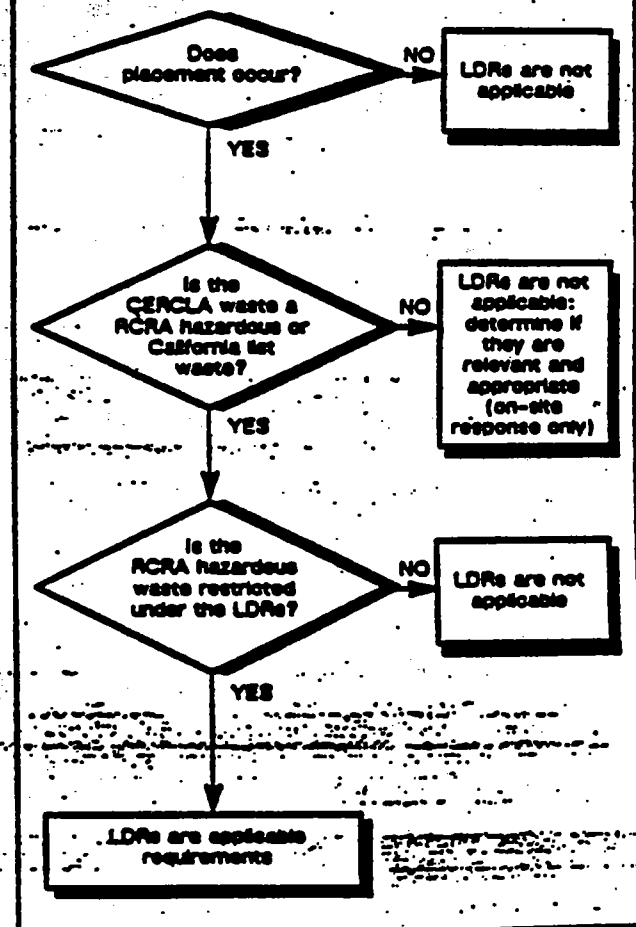 Does
placement occur?
NO
LDRs are not
applicable
YES
Is the
CERCLA waste a
RCRA hazardous or
California list
waste?
NO
LDRs are not
applicable:
determine if
they are
relevant and
appropriate
(on-site
response only)
YES
Is the
RCRA hazardous
waste restricted
under the LDRs?
NO
LDRs are not
applicable
YES
LDRs are applicable
requirements